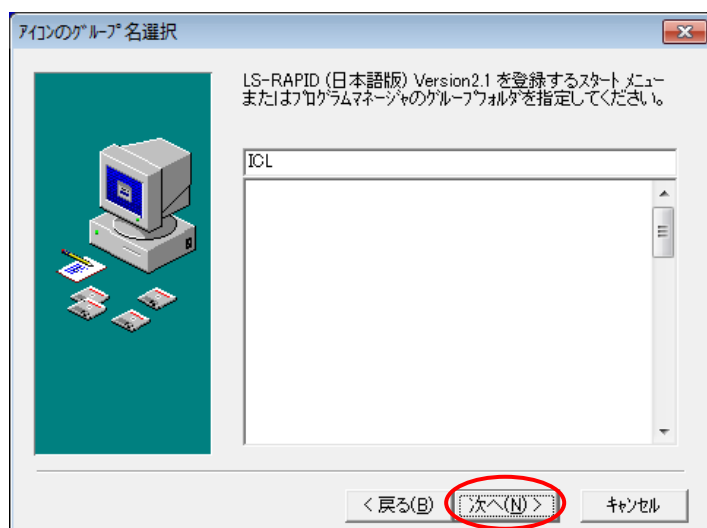 ｱｲｺﾝのｸﾞﾙｰﾌﾟ名選択
LS-RAPID (日本語版) Version2.1 を登録するｽﾀｰﾄ ﾒﾆｭｰ
またはﾌﾟﾛｸﾞﾗﾑﾏﾈｰｼﾞｬのｸﾞﾙｰﾌﾟﾌｫﾙﾀﾞを指定してください。
ICL
< 戻る(B)
次へ(N) >
ｷｬﾝｾﾙ